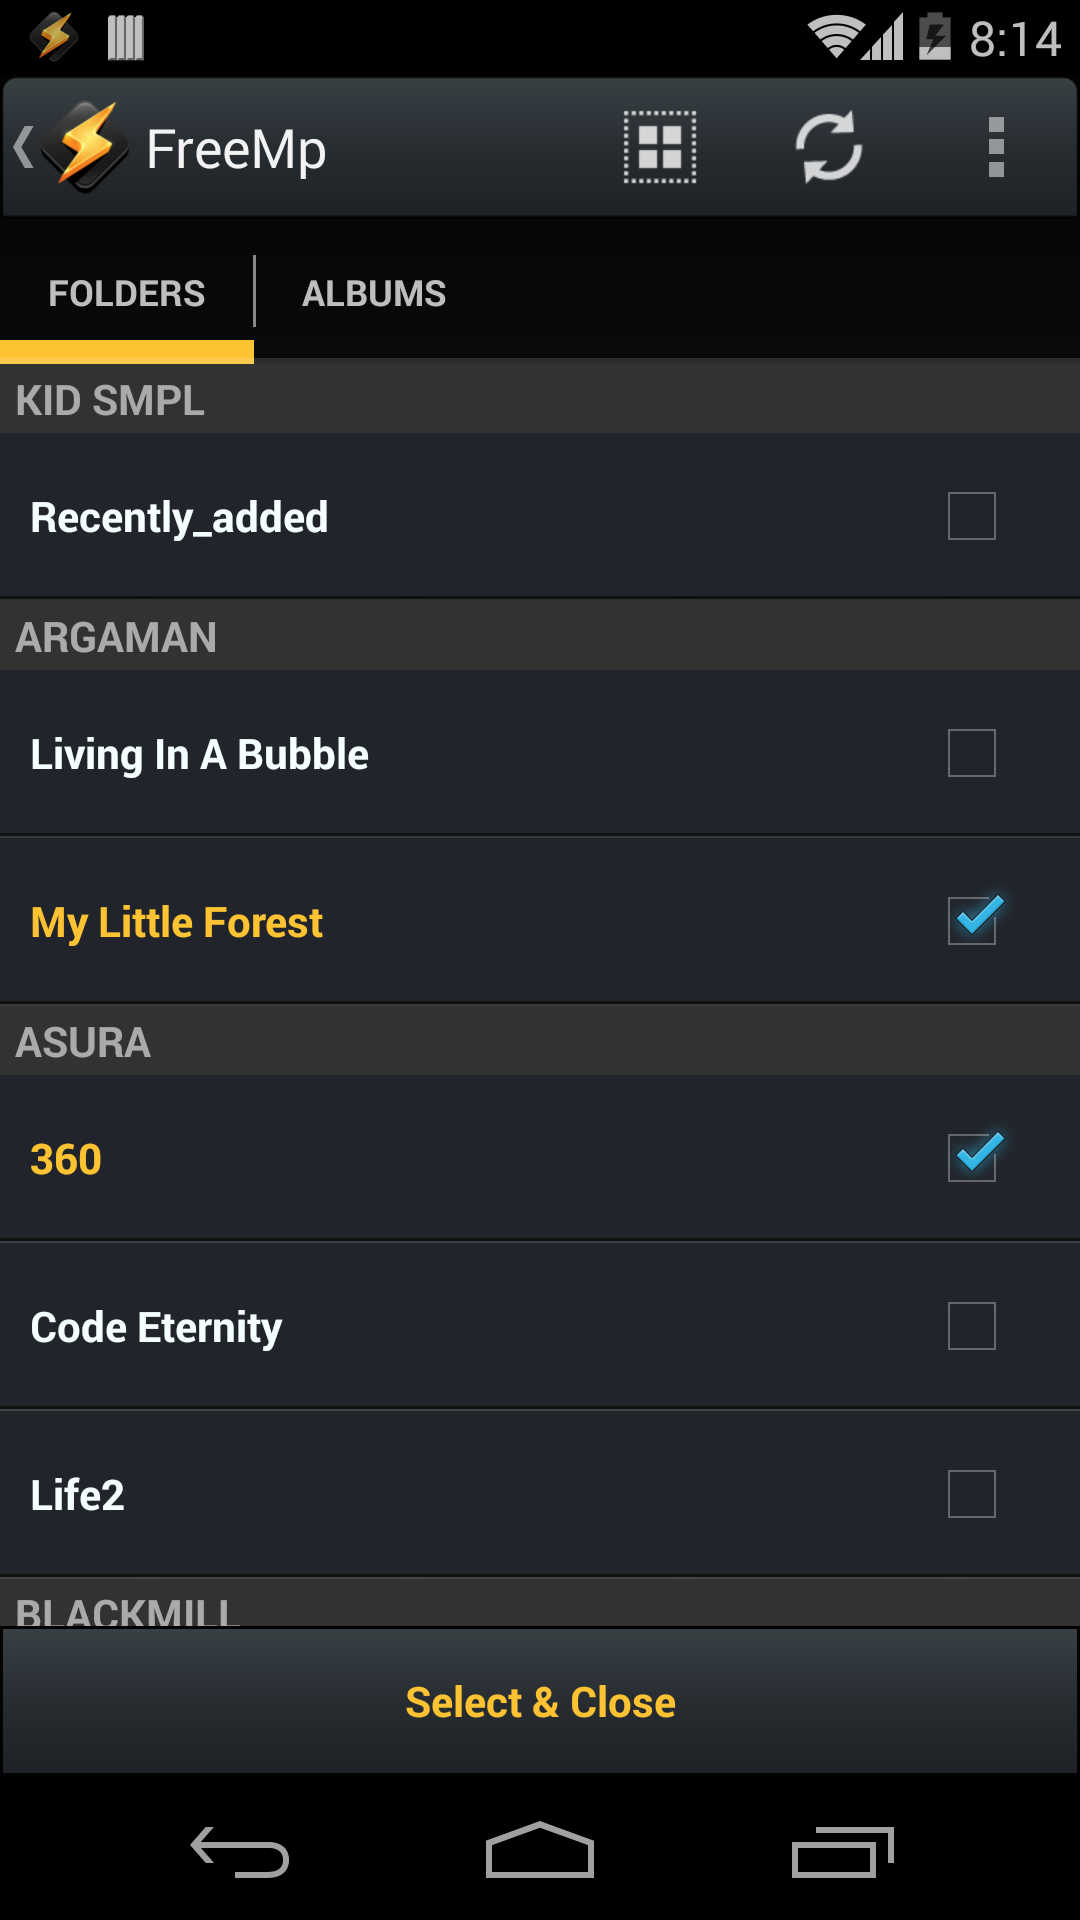 8:14
FreeMp
FOLDERS
ALBUMS
KID SMPL
Recently_added
ARGAMAN
Living In A Bubble
My Little Forest
ASURA
360
Code Eternity
Life2
BLACKMILL
Select & Close